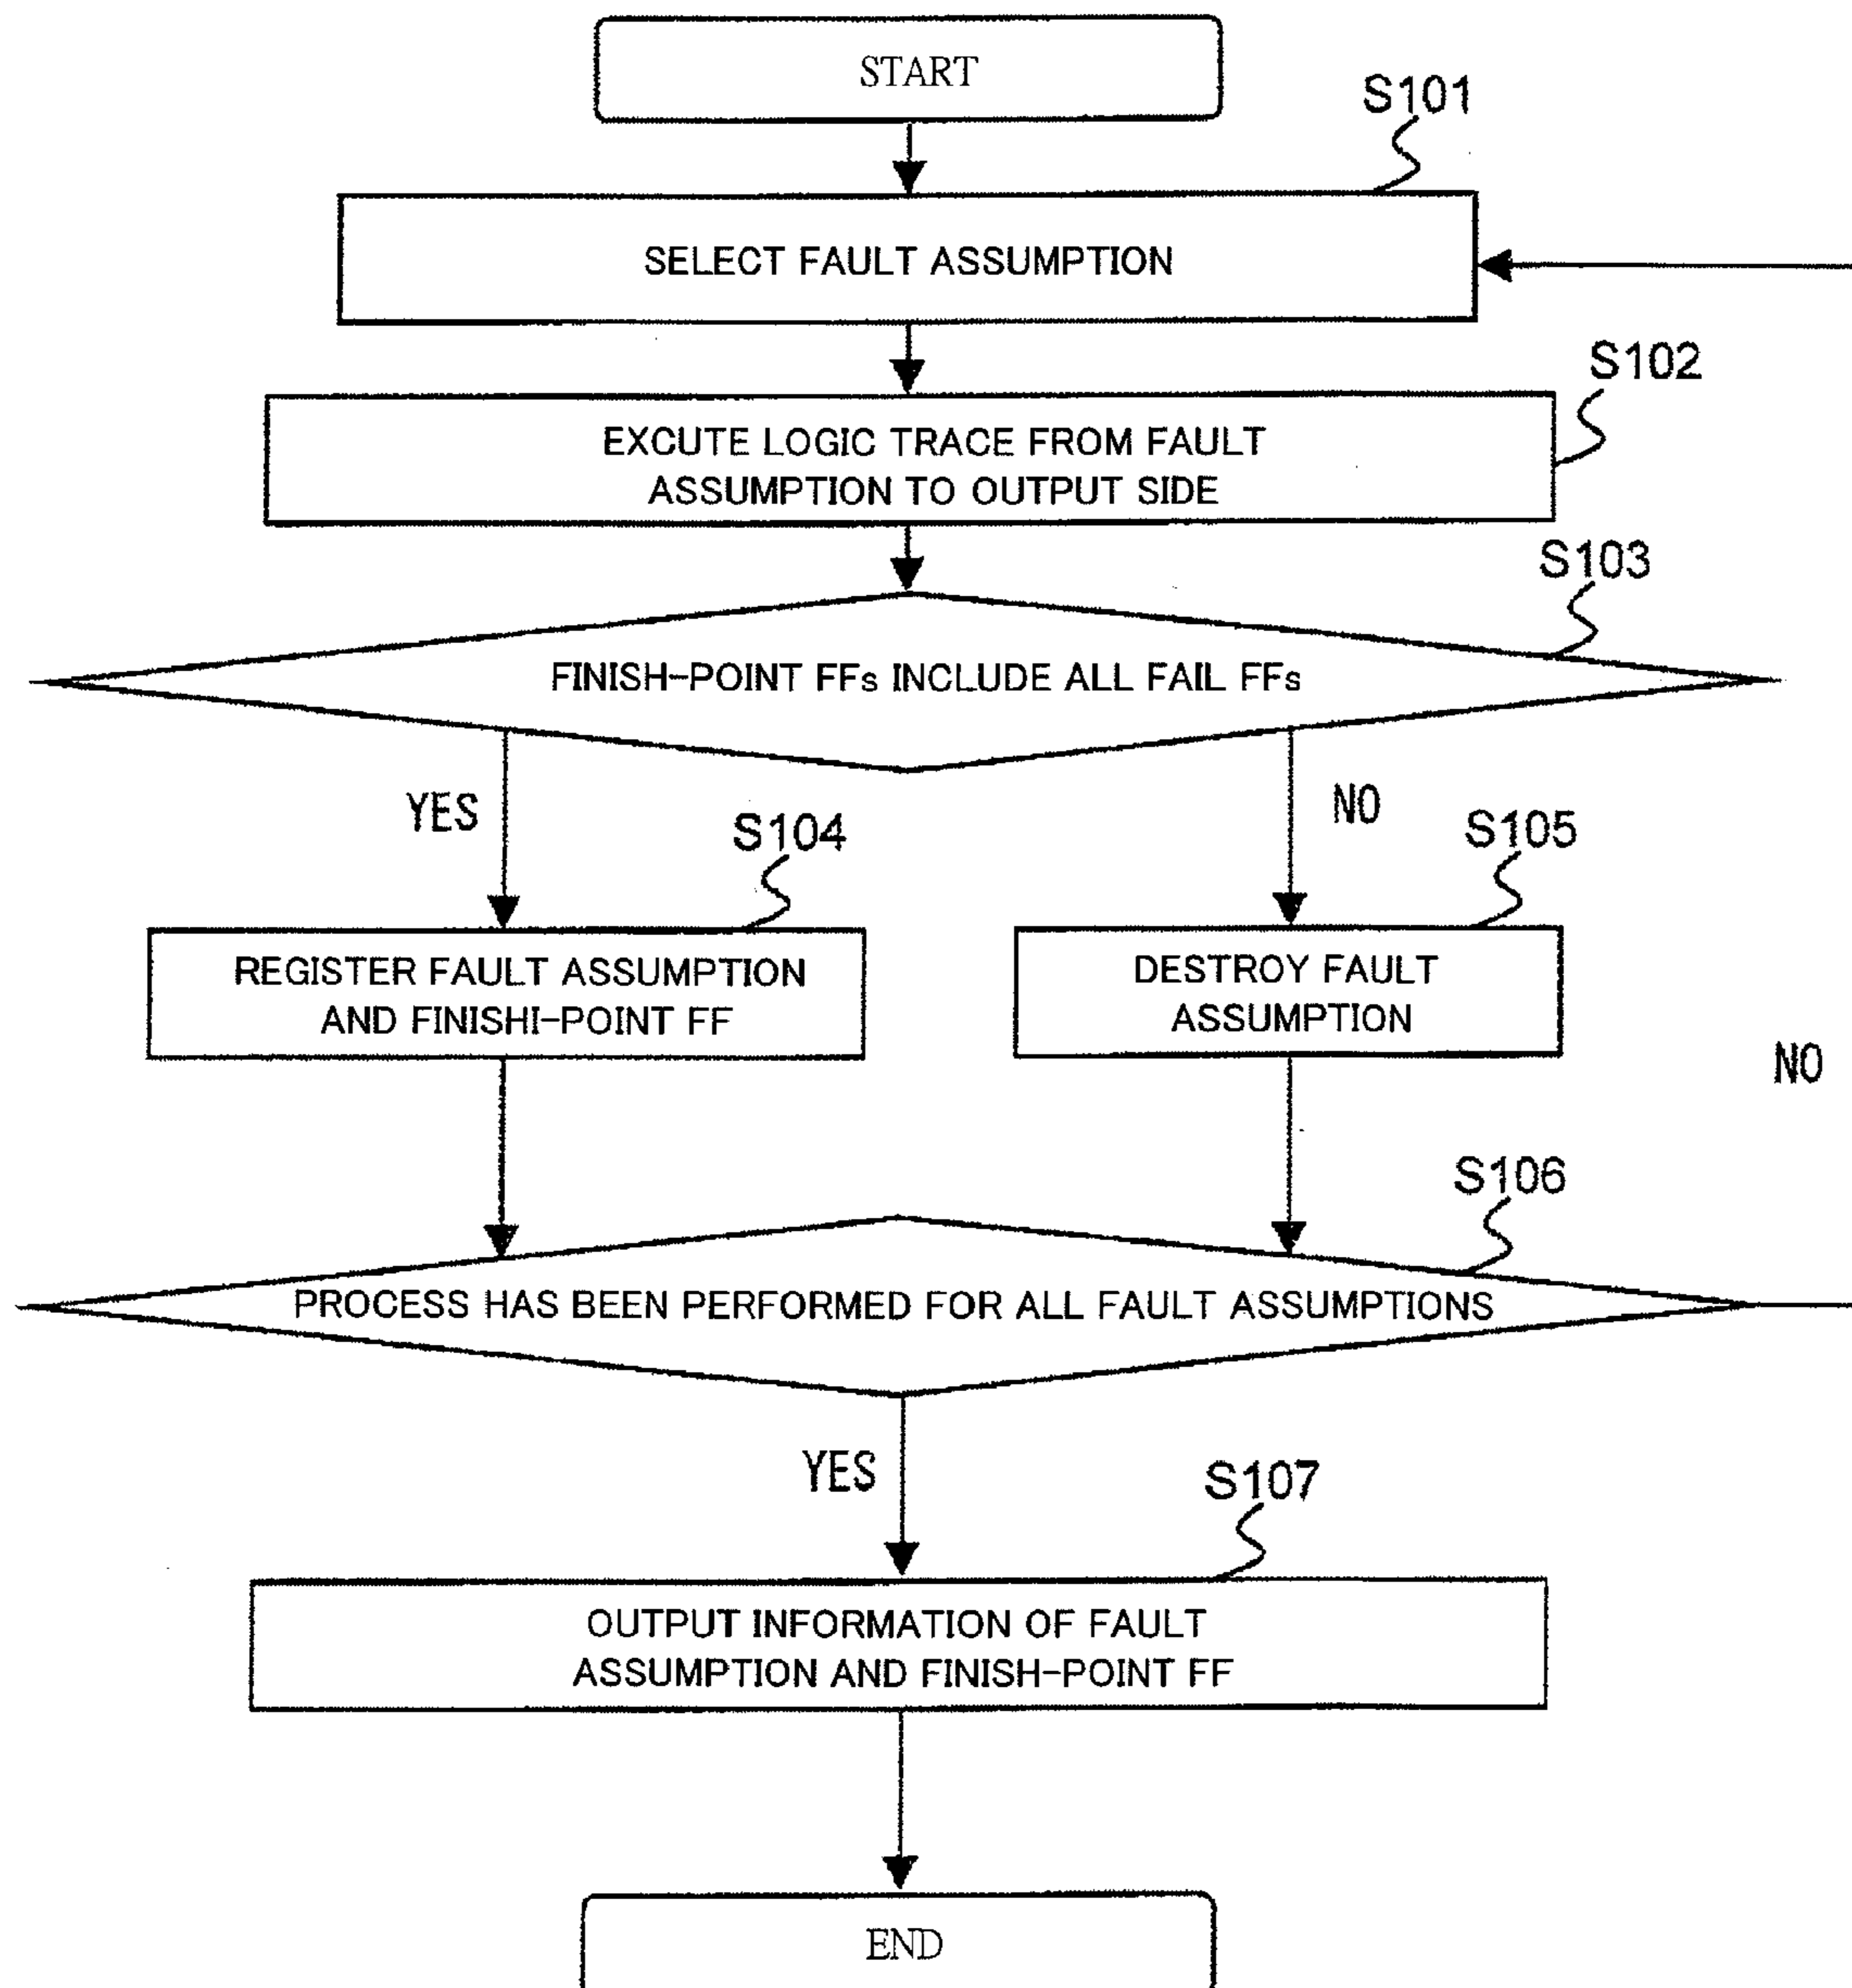 START
S101
SELECT FAULT ASSUMPTION
S102
EXCUTE LOGIC TRACE FROM FAULT
ASSUMPTION TO OUTPUT SIDE
S103
FINISH-POINT FFs INCLUDE ALL FAIL FFs
YES
NO
S104
S105
REGISTER FAULT ASSUMPTION
AND FINISHI-POINT FF
DESTROY FAULT
ASSUMPTION
NO
S106
PROCESS HAS BEEN PERFORMED FOR ALL FAULT ASSUMPTIONS
YES
S107
OUTPUT INFORMATION OF FAULT
ASSUMPTION AND FINISH-POINT FF
END